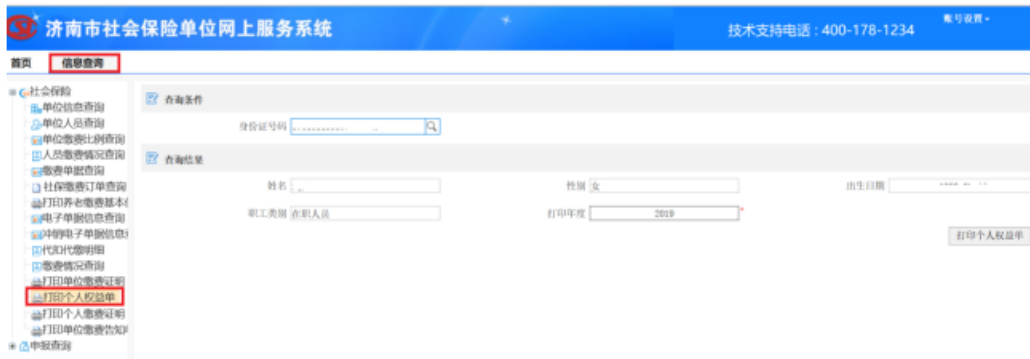 济南市社会保险单位网上服务系统
技术支持电话 : 400-178-1234
账号设置
首页 信息查询
社会保险
单位信息查询
单位人员查询
单位缴费比例查询
人员缴费情况查询
缴费单据查询
社保缴费订单查询
打印养老缴费基本
电子单据信息查询
冲销电子单据信息
代扣代缴明细
缴费情况查询
打印单位缴费证明
打印个人权益单
打印个人缴费证明
打印单位缴费告知
申报查询
查询条件
身份证号码
查询结果
姓名 性别 女 出生日期
职工类别 在职人员 打印年度 2019 *
打印个人权益单